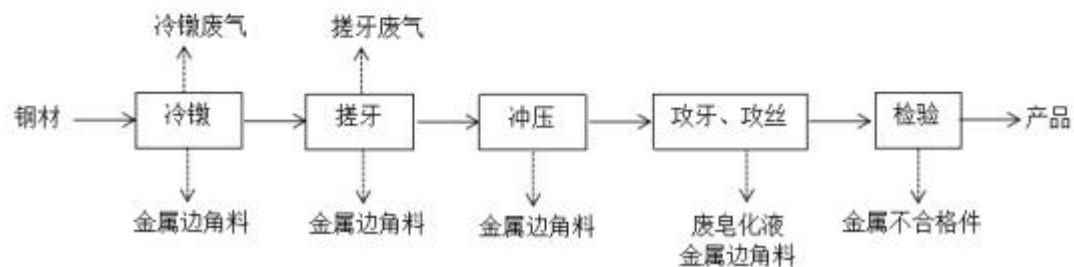 冷镦废气 搓牙废气
钢材 冷镦 搓牙 冲压 攻牙、攻丝 检验 产品
金属边角料 金属边角料 金属边角料 废皂化液 金属不合格件
金属边角料